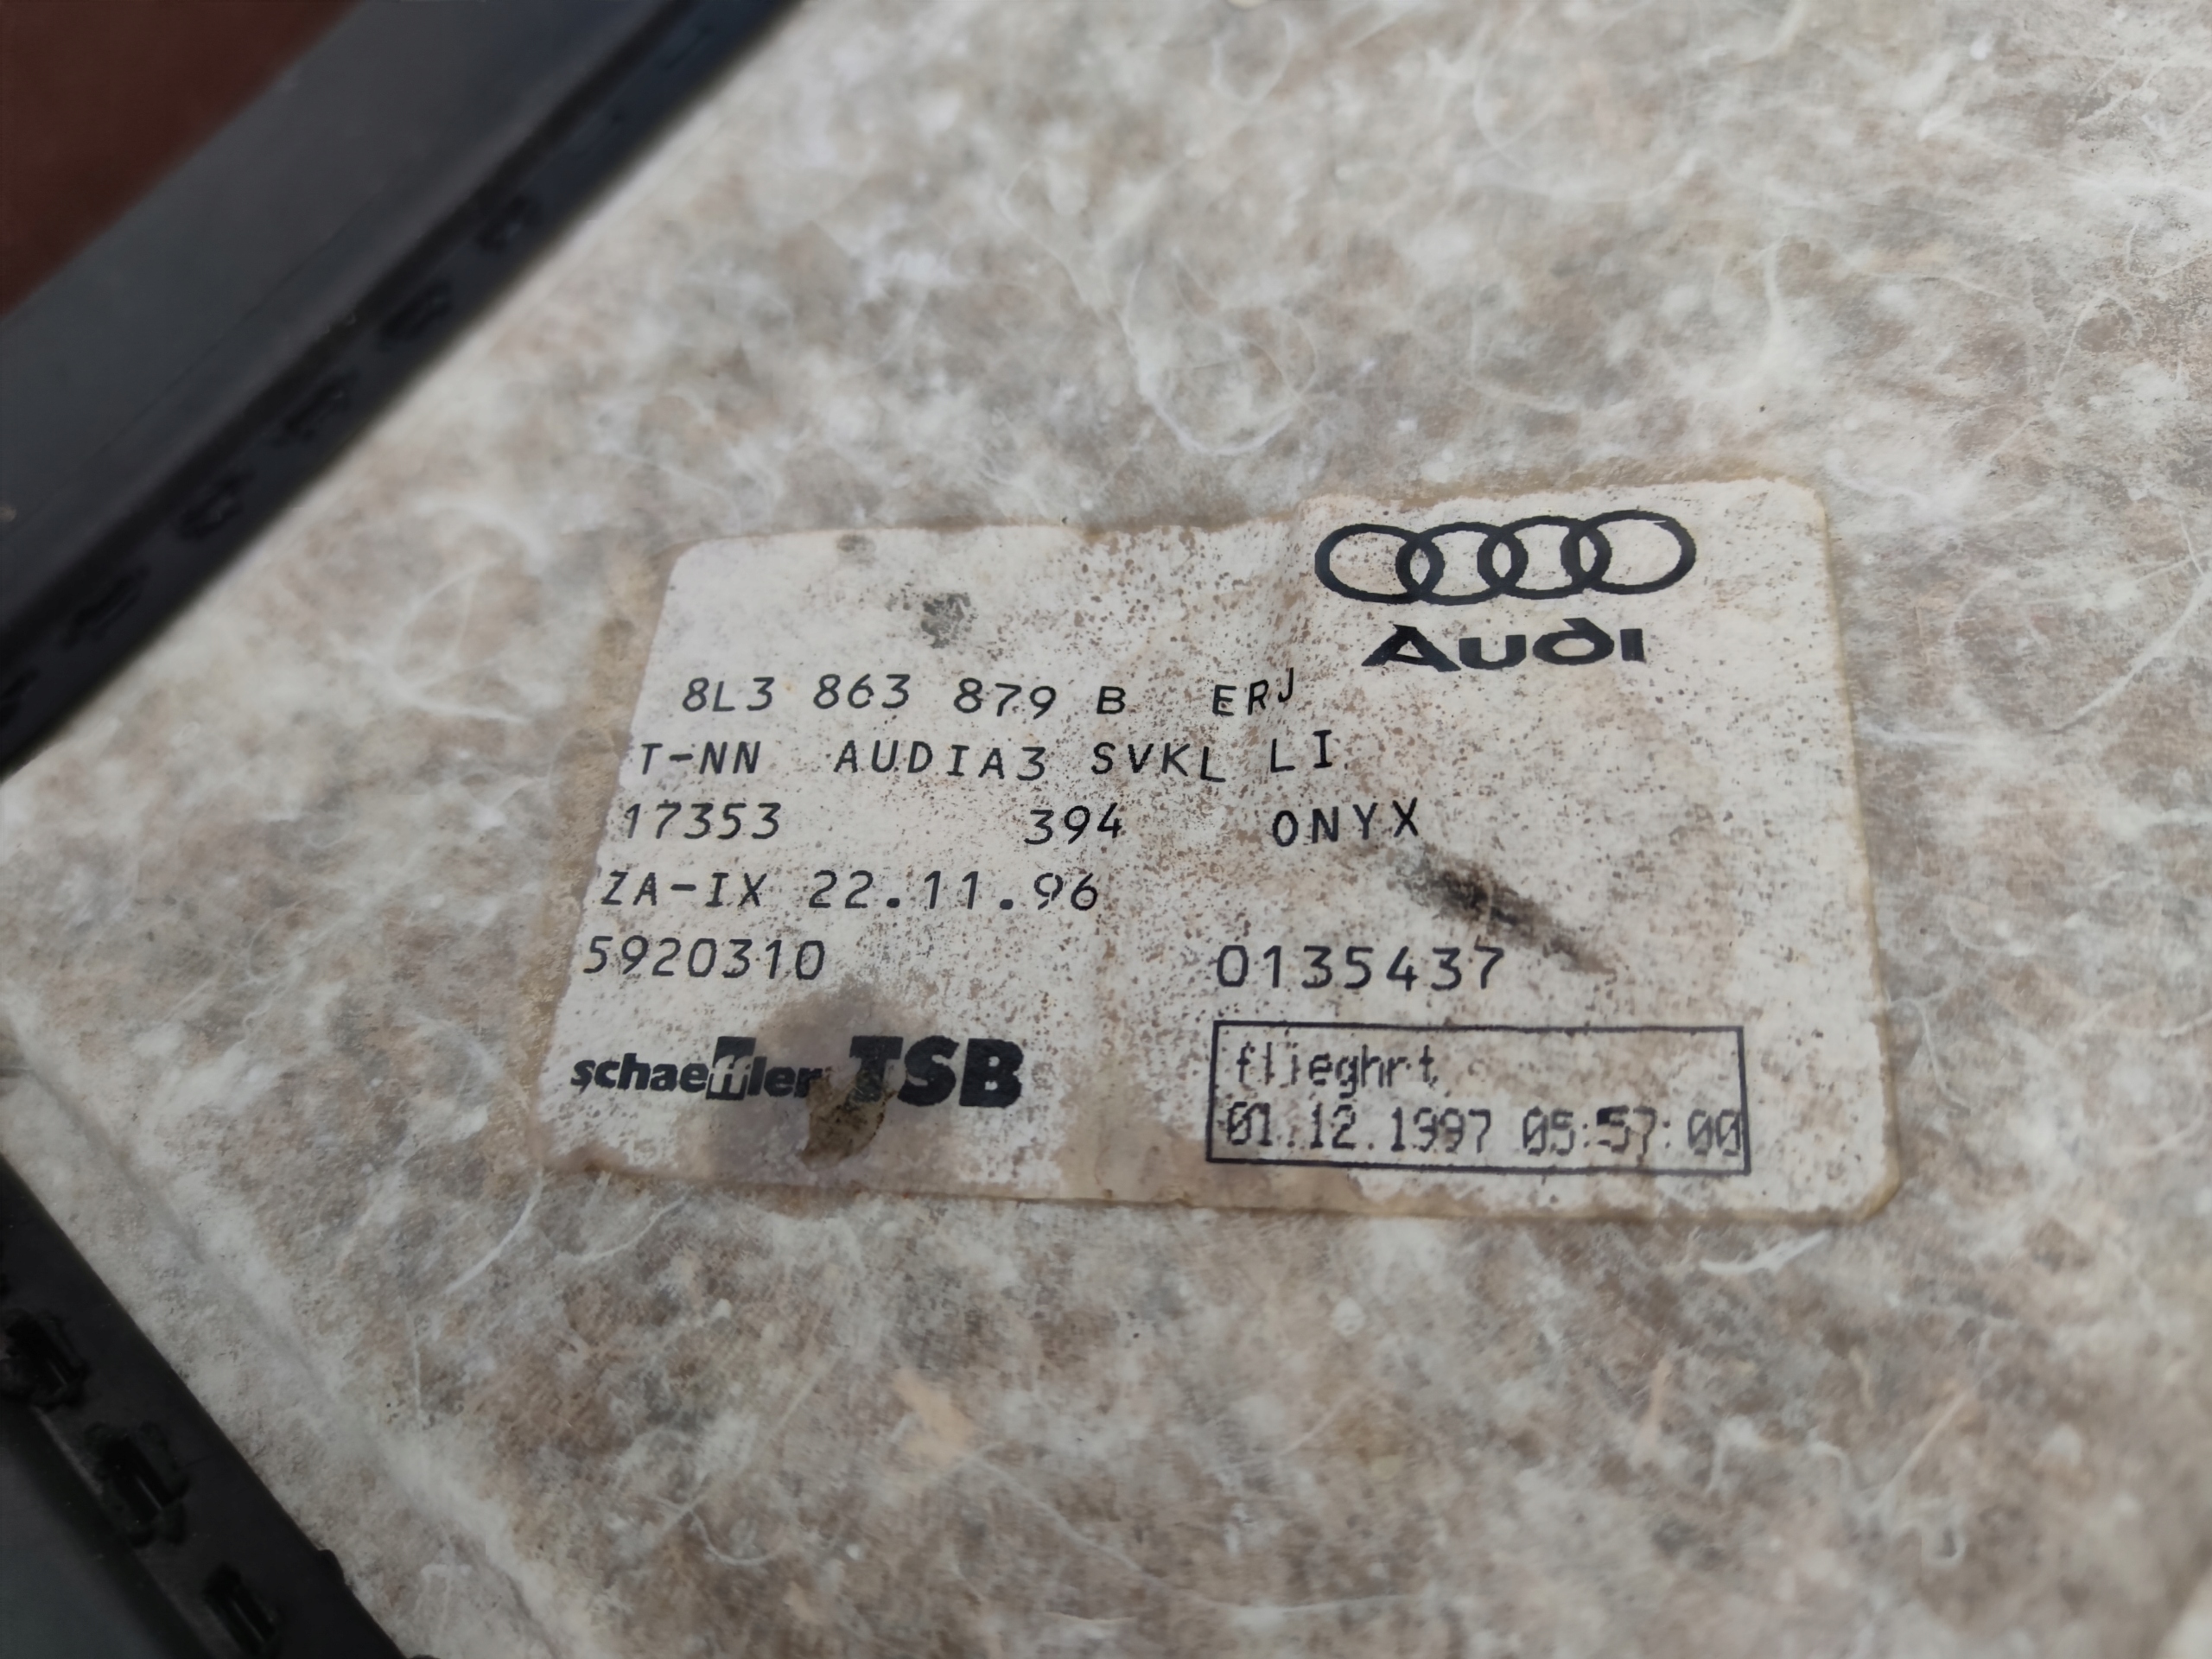 Audi
8L3 863 879 B ERJ
T-NN AUDIA3 SVKL LI
17353 394 ONYX
ZA-IX 22.11.96
5920310 0135437
schaeffler TSB
flieghrt
01.12.1997 05:57:00